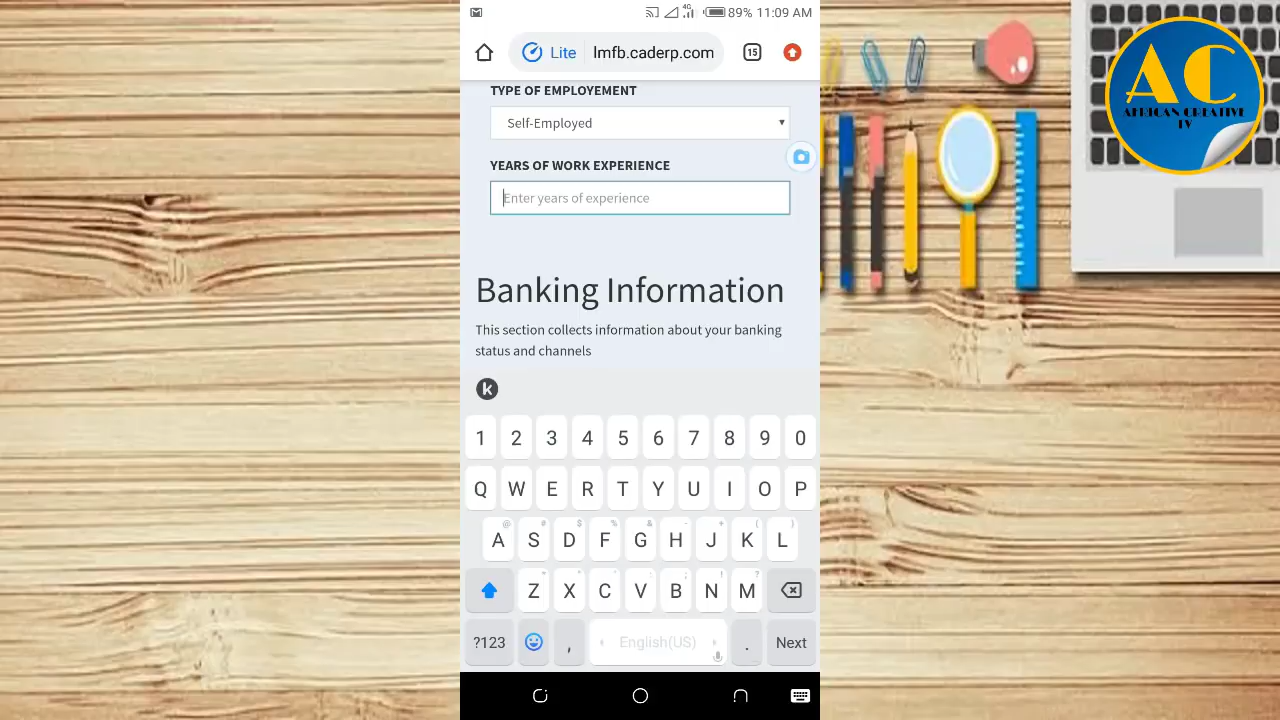 89% 11:09 AM
Lite lmfb.caderp.com 15
TYPE OF EMPLOYEMENT
Self-Employed
YEARS OF WORK EXPERIENCE
Enter years of experience
Banking Information
This section collects information about your banking
status and channels
k
1 2 3 4 5 6 7 8 9 0
Q W E R T Y U I O P
A S D F G H J K L
Z X C V B N M
?123 , English(US) . Next
AC
AFRICAN CREATIVE
TV